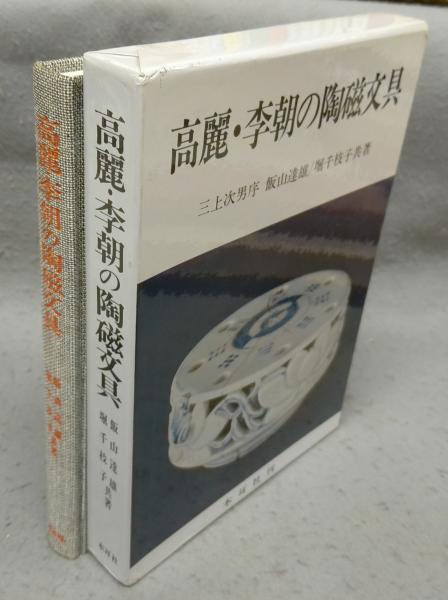 高麗・李朝の陶磁文具
三上次男序 飯山達雄/堀千枝子共著
高麗・李朝の陶磁文具
飯山達雄
堀千枝子共著
高麗・李朝の陶磁文具